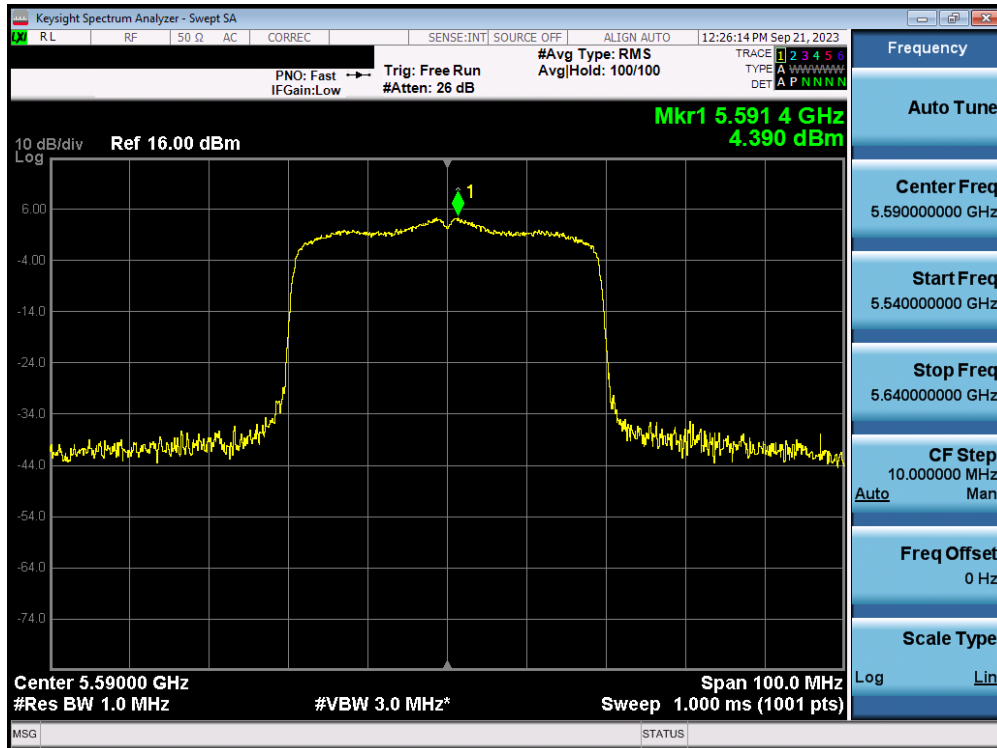 Keysight Spectrum Analyzer - Swept SA
LXI RL RF 50 Ω AC CORREC SENSE:INT SOURCE OFF ALIGN AUTO 12:26:14 PM Sep 21, 2023
PNO: Fast
IFGain:Low
Trig: Free Run
#Atten: 26 dB
#Avg Type: RMS
Avg|Hold: 100/100
TRACE 1 2 3 4 5 6
TYPE A WWWWW
DET A P N N N N
Mkr1 5.591 4 GHz
4.390 dBm
10 dB/div Ref 16.00 dBm
Log
1
6.00
-4.00
-14.0
-24.0
-34.0
-44.0
-54.0
-64.0
-74.0
Center 5.59000 GHz
Span 100.0 MHz
#Res BW 1.0 MHz
#VBW 3.0 MHz*
Sweep 1.000 ms (1001 pts)
MSG
STATUS
Frequency
Auto Tune
Center Freq
5.590000000 GHz
Start Freq
5.540000000 GHz
Stop Freq
5.640000000 GHz
CF Step
10.000000 MHz
Auto Man
Freq Offset
0 Hz
Scale Type
Log Lin